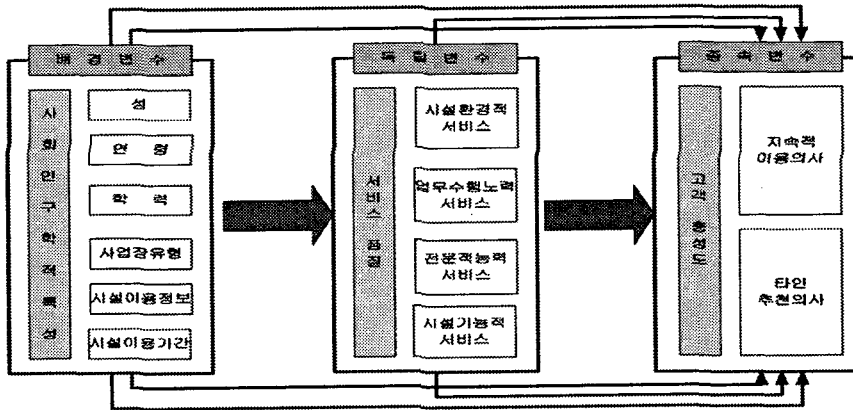 배 경 변 수
사회인구학적특성
성
연 령
학 력
사업장유형
시설이용정보
시설이용기간
독 립 변 수
서비스 품질
시설환경적
서비스
업무수행노력
서비스
전문적능력
서비스
시설기능적
서비스
종 속 변 수
고객 충성도
지속적
이용의사
타인
추천의사